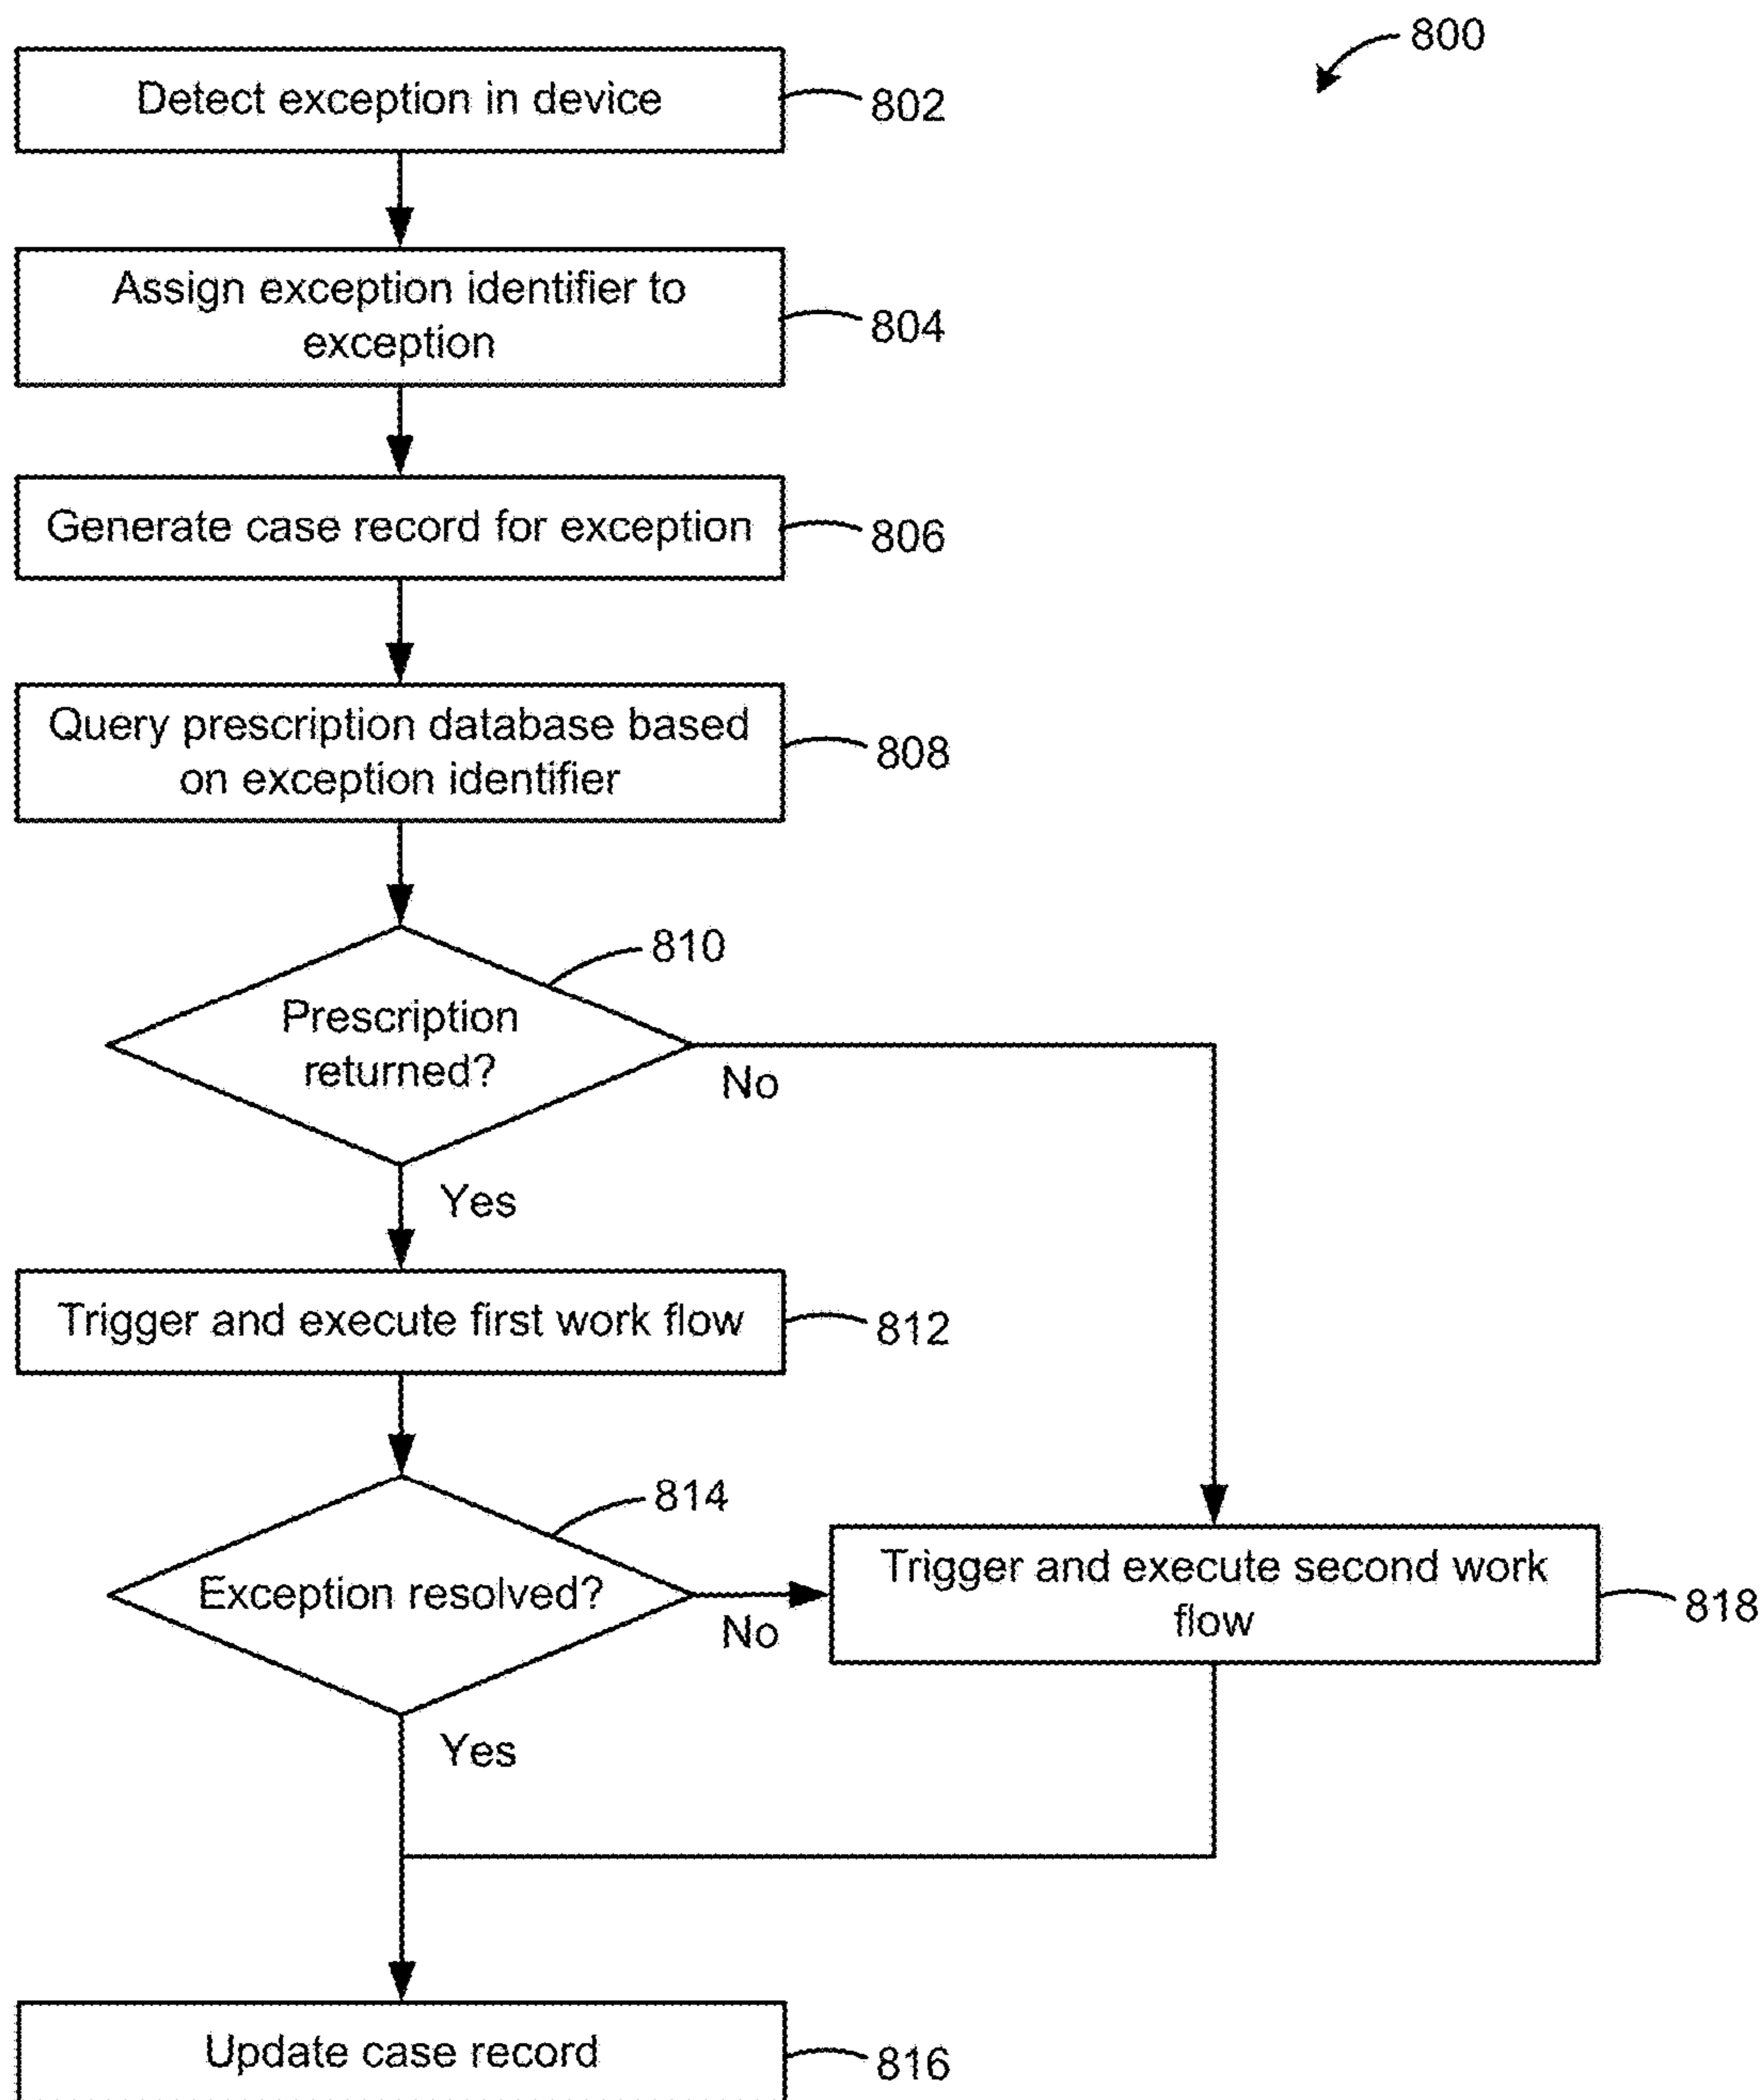 800
Detect exception in device
802
Assign exception identifier to
exception
804
Generate case record for exception
806
Query prescription database based
on exception identifier
808
810
Prescription
returned?
No
Yes
Trigger and execute first work flow
812
814
Exception resolved?
No
Trigger and execute second work
flow
818
Yes
Update case record
816